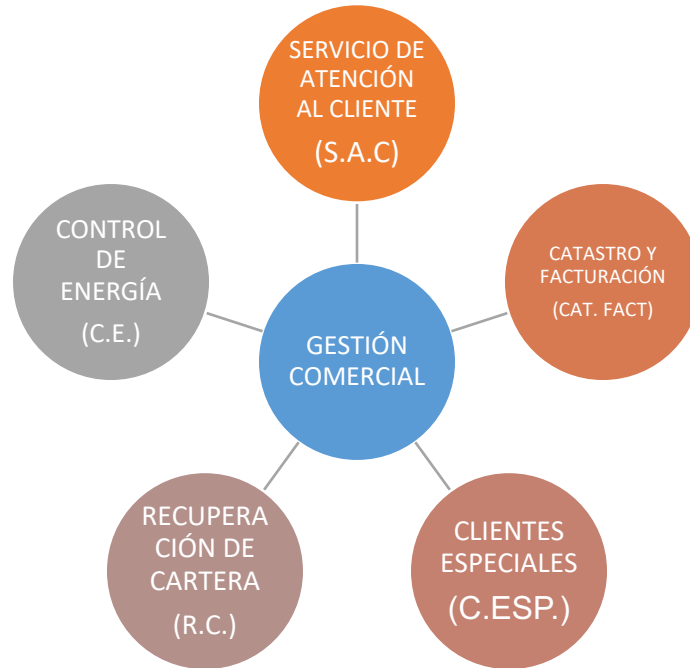 SERVICIO DE
ATENCIÓN
AL CLIENTE
(S.A.C)
CONTROL
DE
ENERGÍA
(C.E.)
CATASTRO Y
FACTURACIÓN
(CAT. FACT)
GESTIÓN
COMERCIAL
RECUPERA
CIÓN DE
CARTERA
(R.C.)
CLIENTES
ESPECIALES
(C.ESP.)